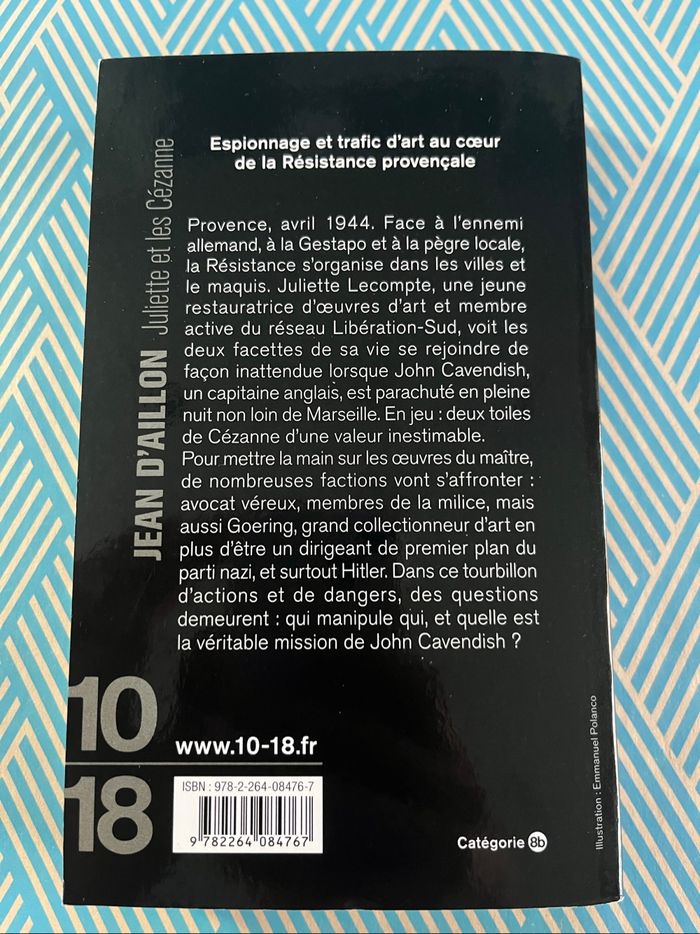 Espionnage et trafic d'art au cœur
de la Résistance provençale
JEAN D'AILLON Juliette et les Cézanne
Provence, avril 1944. Face à l'ennemi
allemand, à la Gestapo et à la pègre locale,
la Résistance s'organise dans les villes et
le maquis. Juliette Lecompte, une jeune
restauratrice d'œuvres d'art et membre
active du réseau Libération-Sud, voit les
deux facettes de sa vie se rejoindre de
façon inattendue lorsque John Cavendish,
un capitaine anglais, est parachuté en pleine
nuit non loin de Marseille. En jeu : deux toiles
de Cézanne d'une valeur inestimable.
Pour mettre la main sur les œuvres du maître,
de nombreuses factions vont s'affronter :
avocat véreux, membres de la milice, mais
aussi Goering, grand collectionneur d'art en
plus d'être un dirigeant de premier plan du
parti nazi, et surtout Hitler. Dans ce tourbillon
d'actions et de dangers, des questions
demeurent : qui manipule qui, et quelle est
la véritable mission de John Cavendish ?
10
18
www.10-18.fr
ISBN : 978-2-264-08476-7
9 782264 084767
Catégorie 8b
Illustration : Emmanuel Polanco